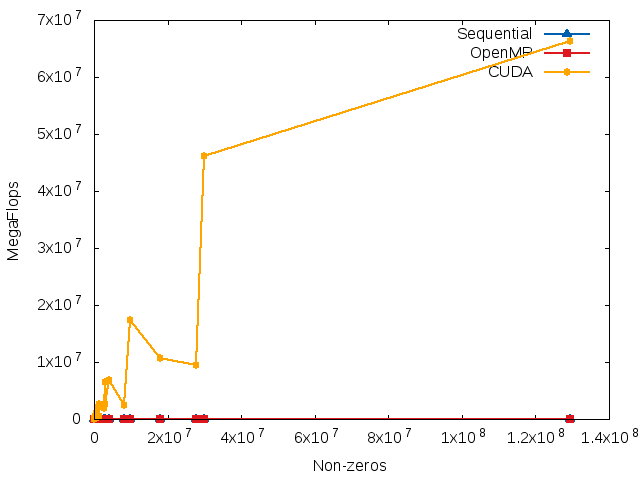 7x10^7
6x10^7
5x10^7
4x10^7
3x10^7
2x10^7
1x10^7
0
MegaFlops
Sequential
OpenMP
CUDA
0 2x10^7 4x10^7 6x10^7 8x10^7 1x10^8 1.2x10^8 1.4x10^8
Non-zeros